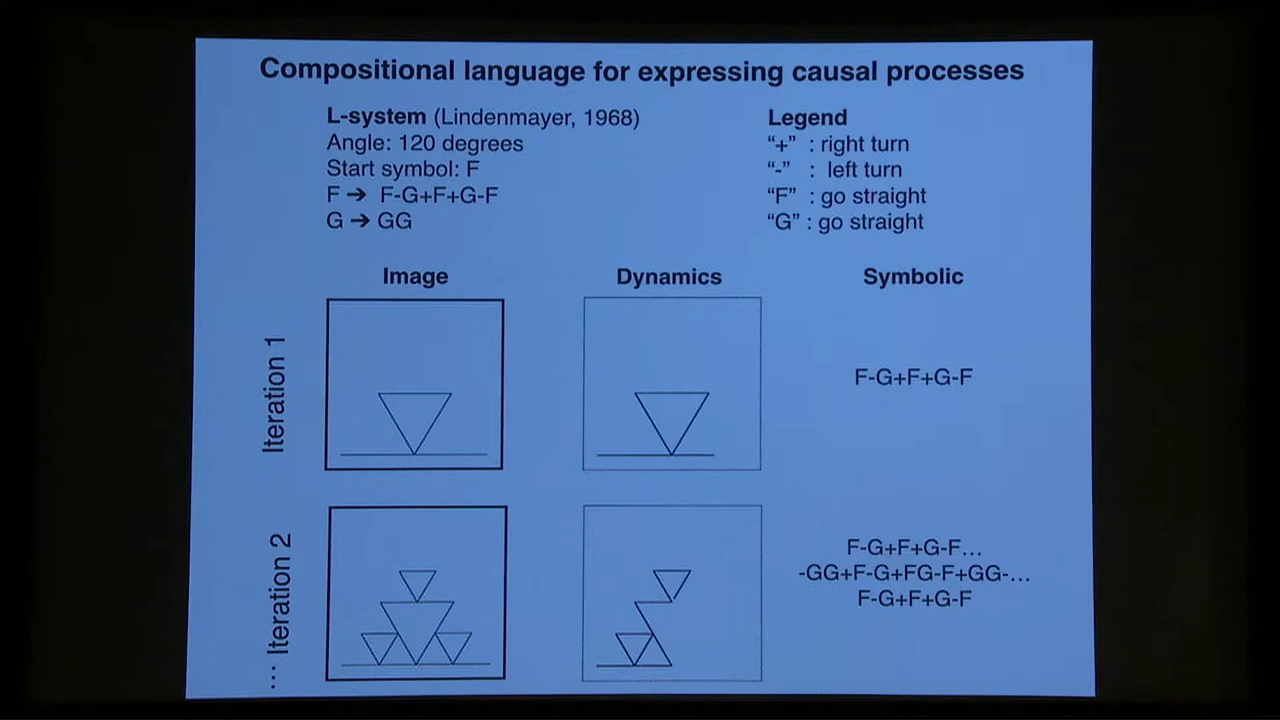 Compositional language for expressing causal processes
L-system (Lindenmayer, 1968)
Angle: 120 degrees
Start symbol: F
F ➔ F-G+F+G-F
G ➔ GG
Legend
“+” : right turn
“-” : left turn
“F” : go straight
“G” : go straight
Image
Dynamics
Symbolic
Iteration 1
F-G+F+G-F
... Iteration 2
F-G+F+G-F...
-GG+F-G+FG-F+GG-...
F-G+F+G-F